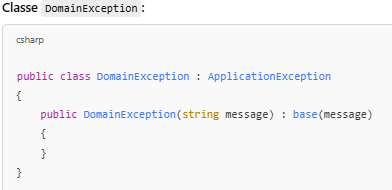 Classe DomainException :
csharp
public class DomainException : ApplicationException
{
    public DomainException(string message) : base(message)
    {
    }
}